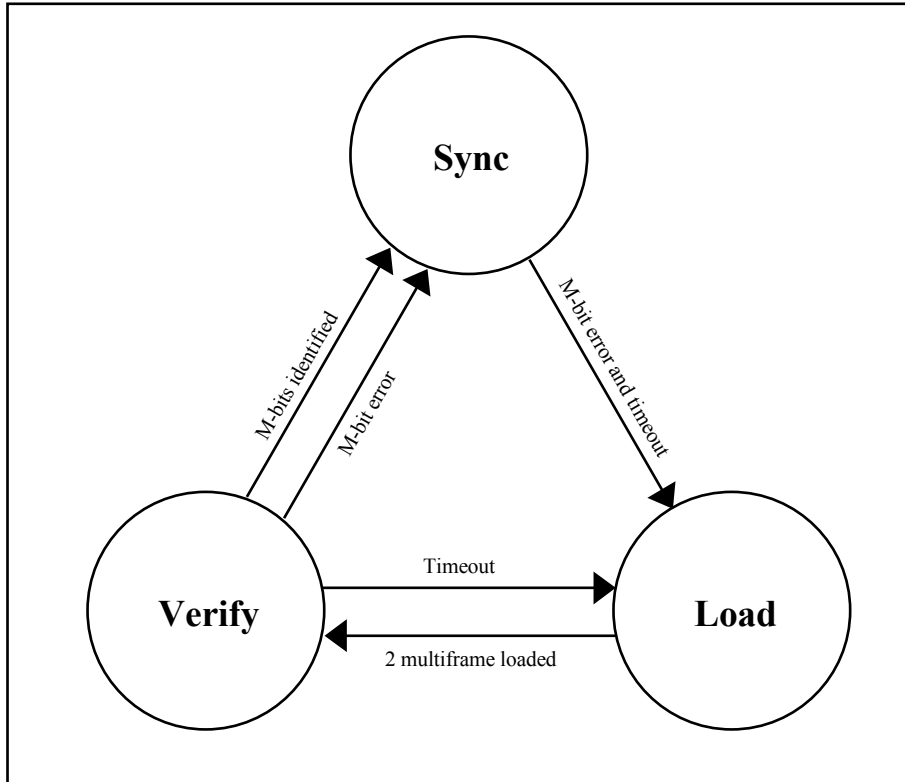 Sync
M-bits identified
M-bit error
M-bit error and timeout
Timeout
Verify
Load
2 multiframe loaded